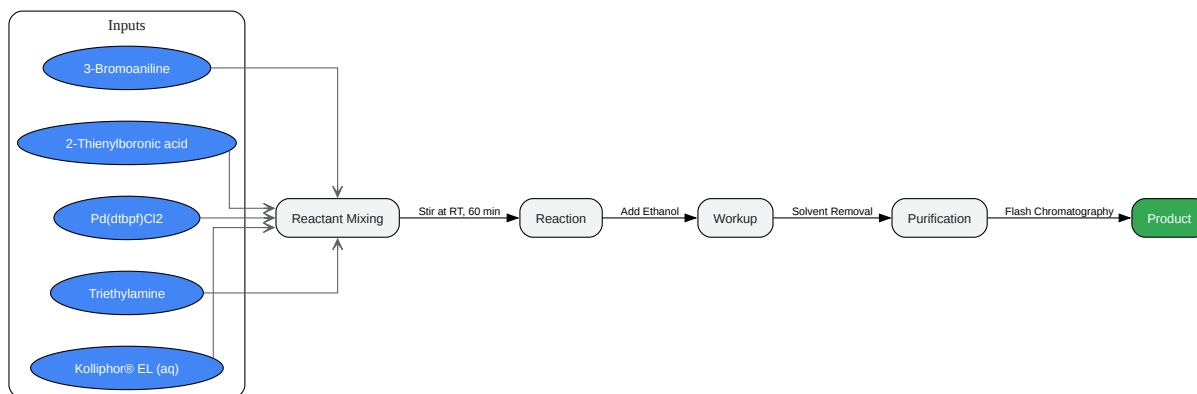 Inputs
3-Bromoaniline
2-Thienylboronic acid
Pd(dtbpf)Cl2
Triethylamine
Kolliphor® EL (aq)
Reactant Mixing
Stir at RT, 60 min
Reaction
Add Ethanol
Workup
Solvent Removal
Purification
Flash Chromatography
Product